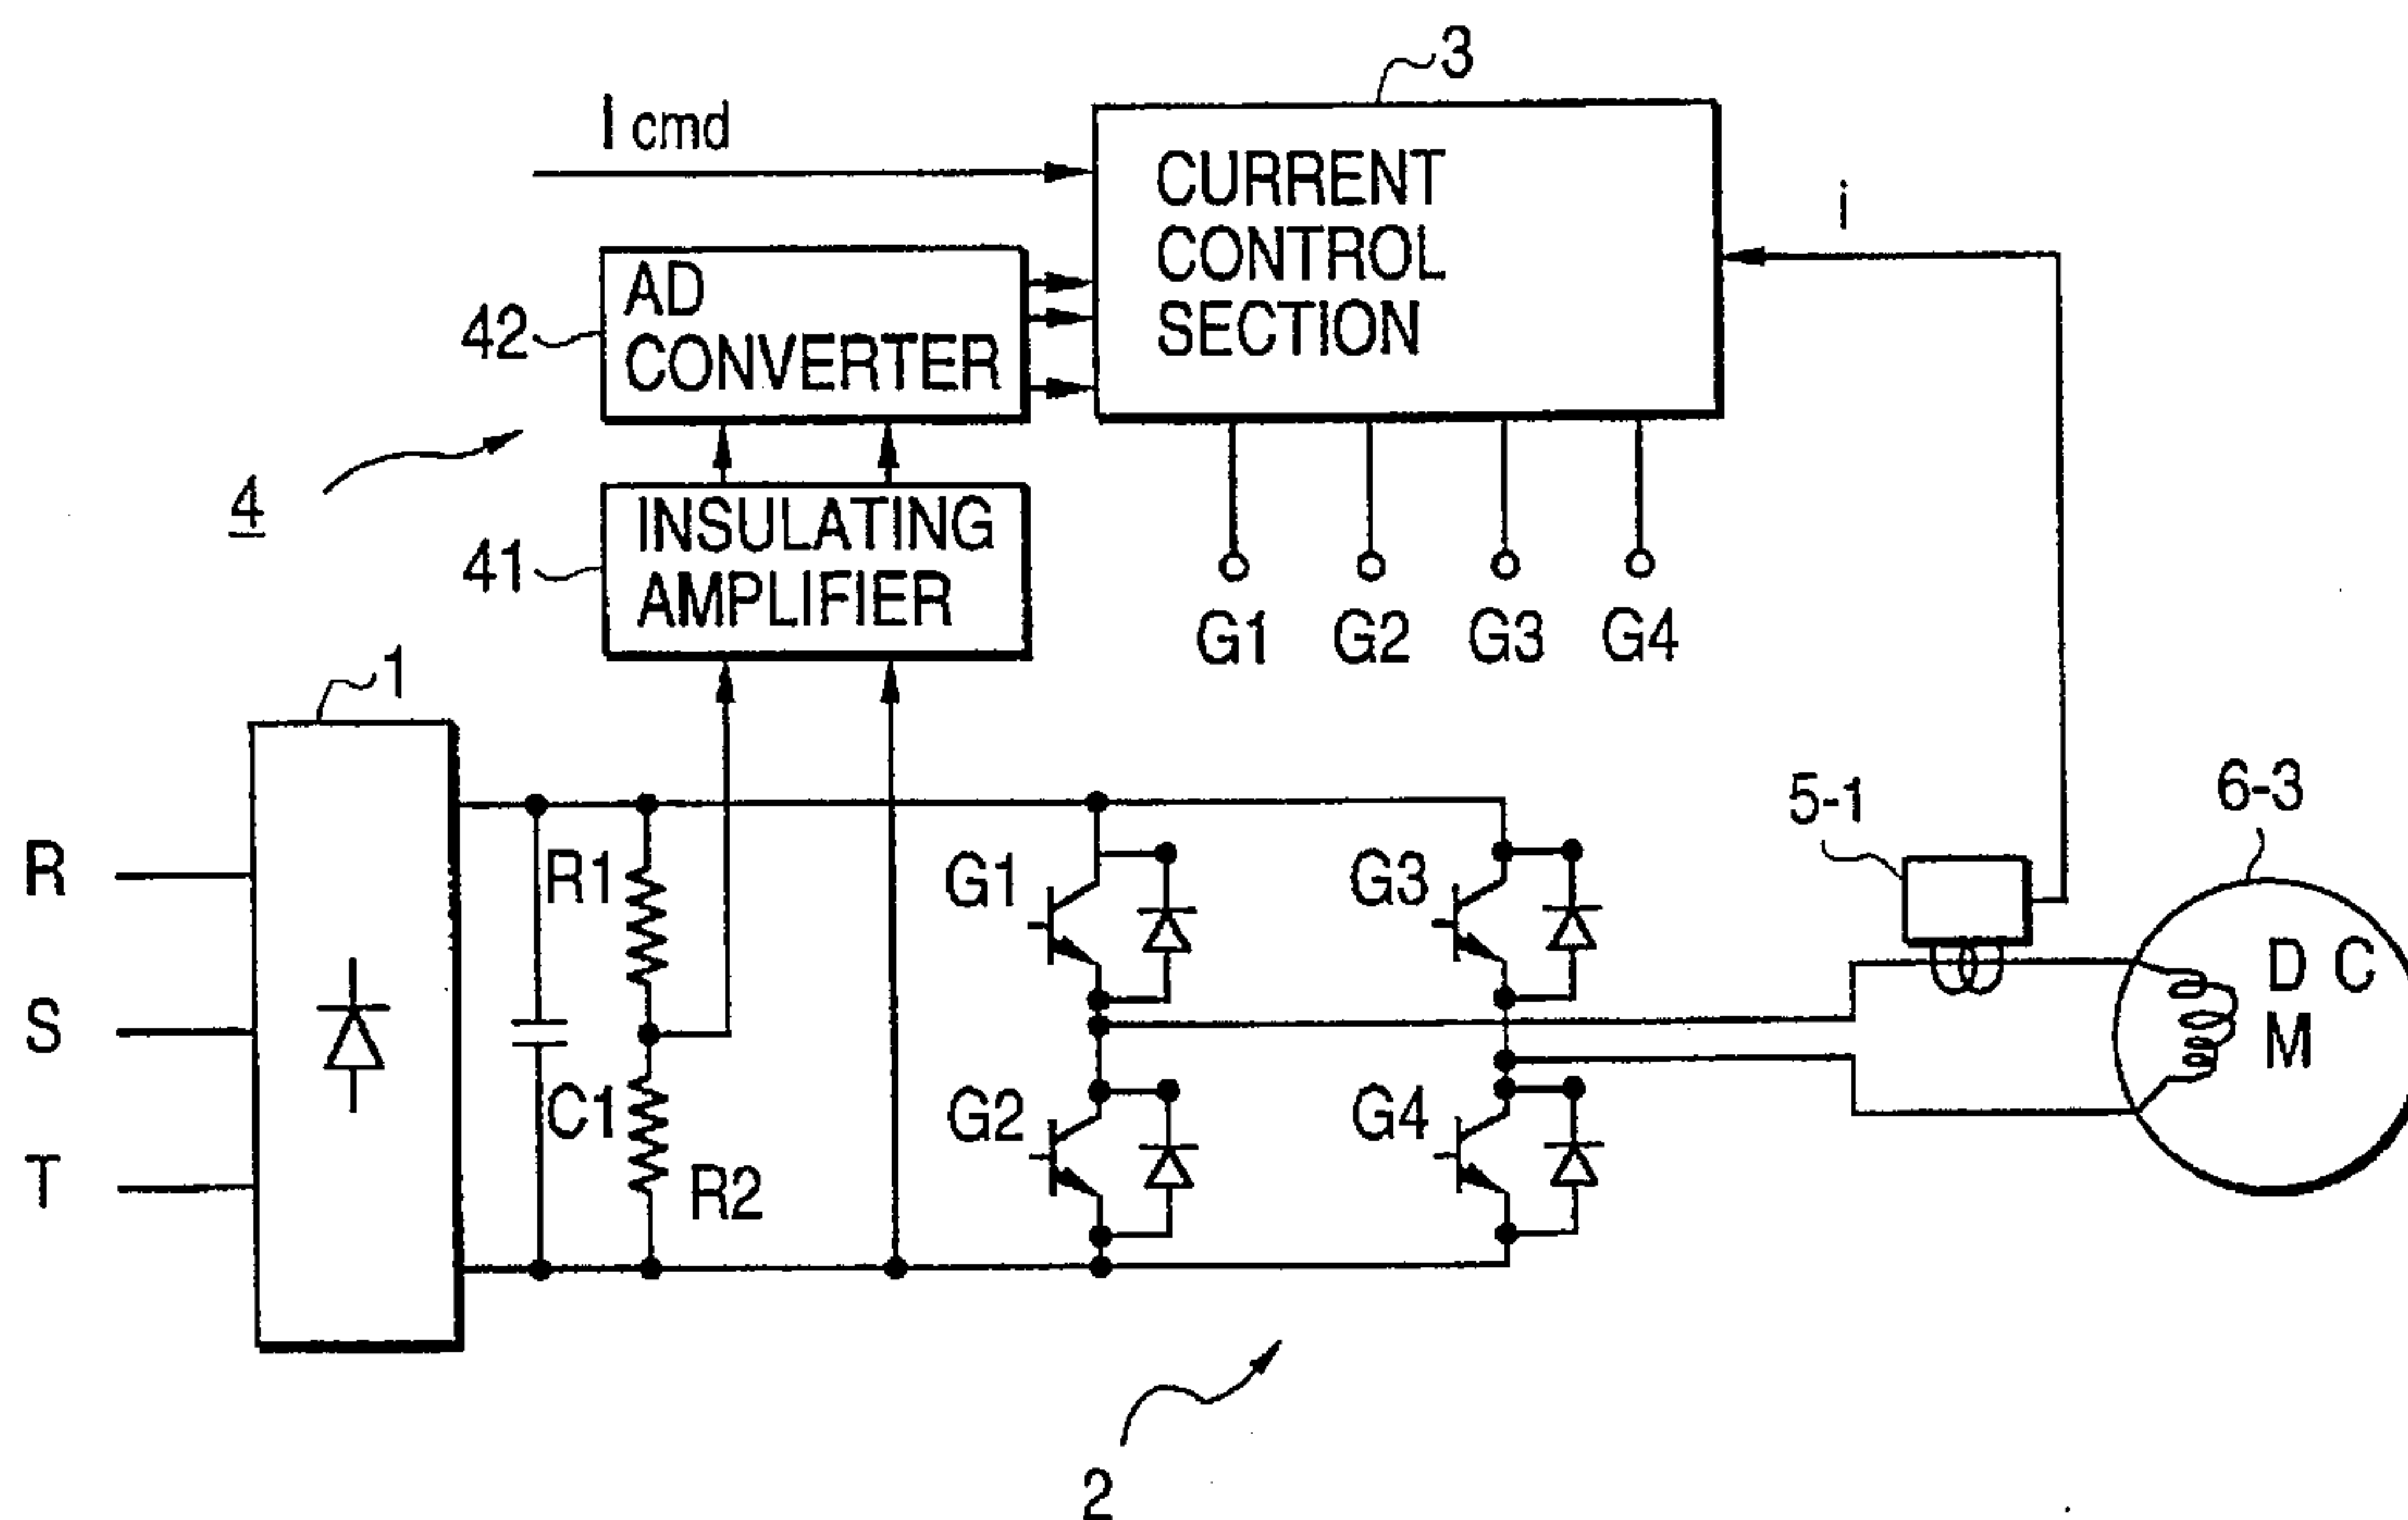 3
I cmd
CURRENT
CONTROL
SECTION
i
AD
CONVERTER
42
4
INSULATING
AMPLIFIER
41
G1 G2 G3 G4
1
5-1
6-3
R
R1
G1
G3
D C
M
S
C1
G2
G4
T
R2
2